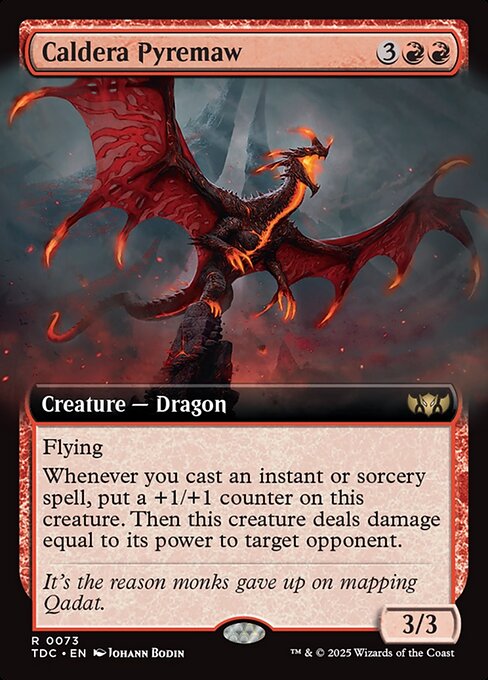 Caldera Pyremaw 3
Creature — Dragon
Flying
Whenever you cast an instant or sorcery
spell, put a +1/+1 counter on this
creature. Then this creature deals damage
equal to its power to target opponent.
It's the reason monks gave up on mapping
Qadat.
3/3
R 0073
TDC • EN Johann Bodin
™ & © 2025 Wizards of the Coast